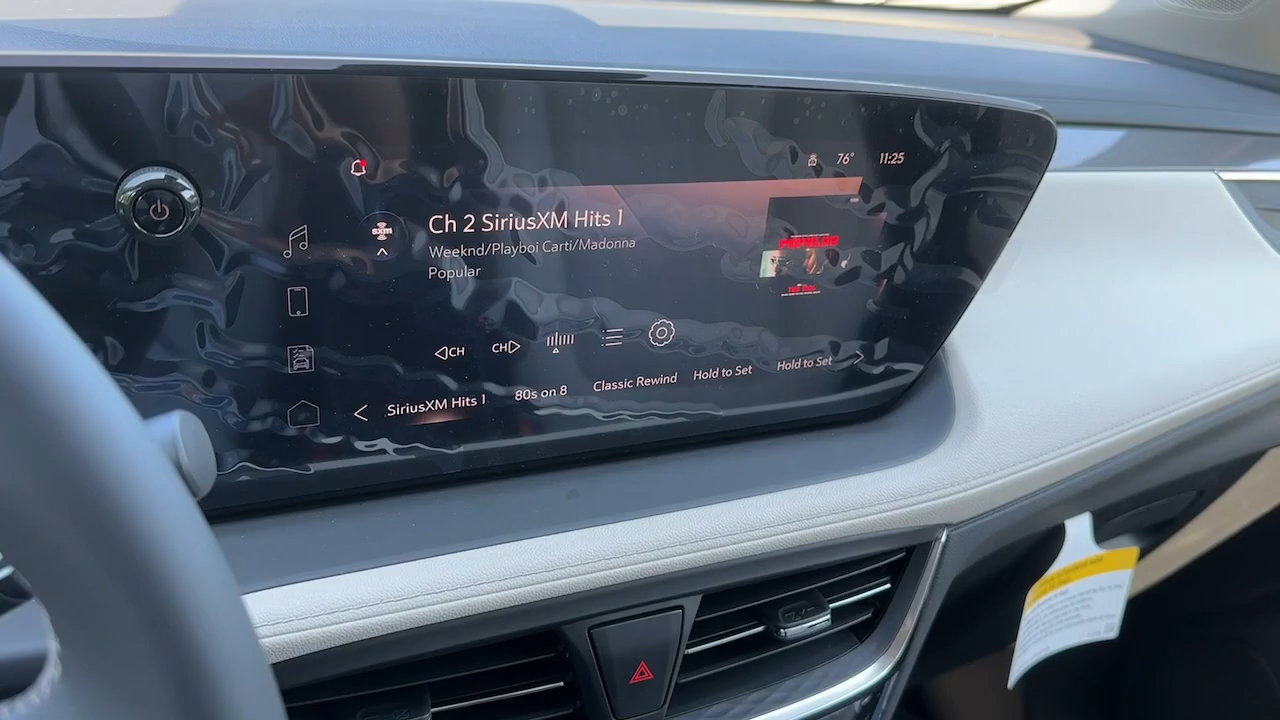 76° 11:25
sxm
Ch 2 SiriusXM Hits 1
Weeknd/Playboi Carti/Madonna
Popular
POPULAR
CH CH
SiriusXM Hits 1 80s on 8 Classic Rewind Hold to Set Hold to Set